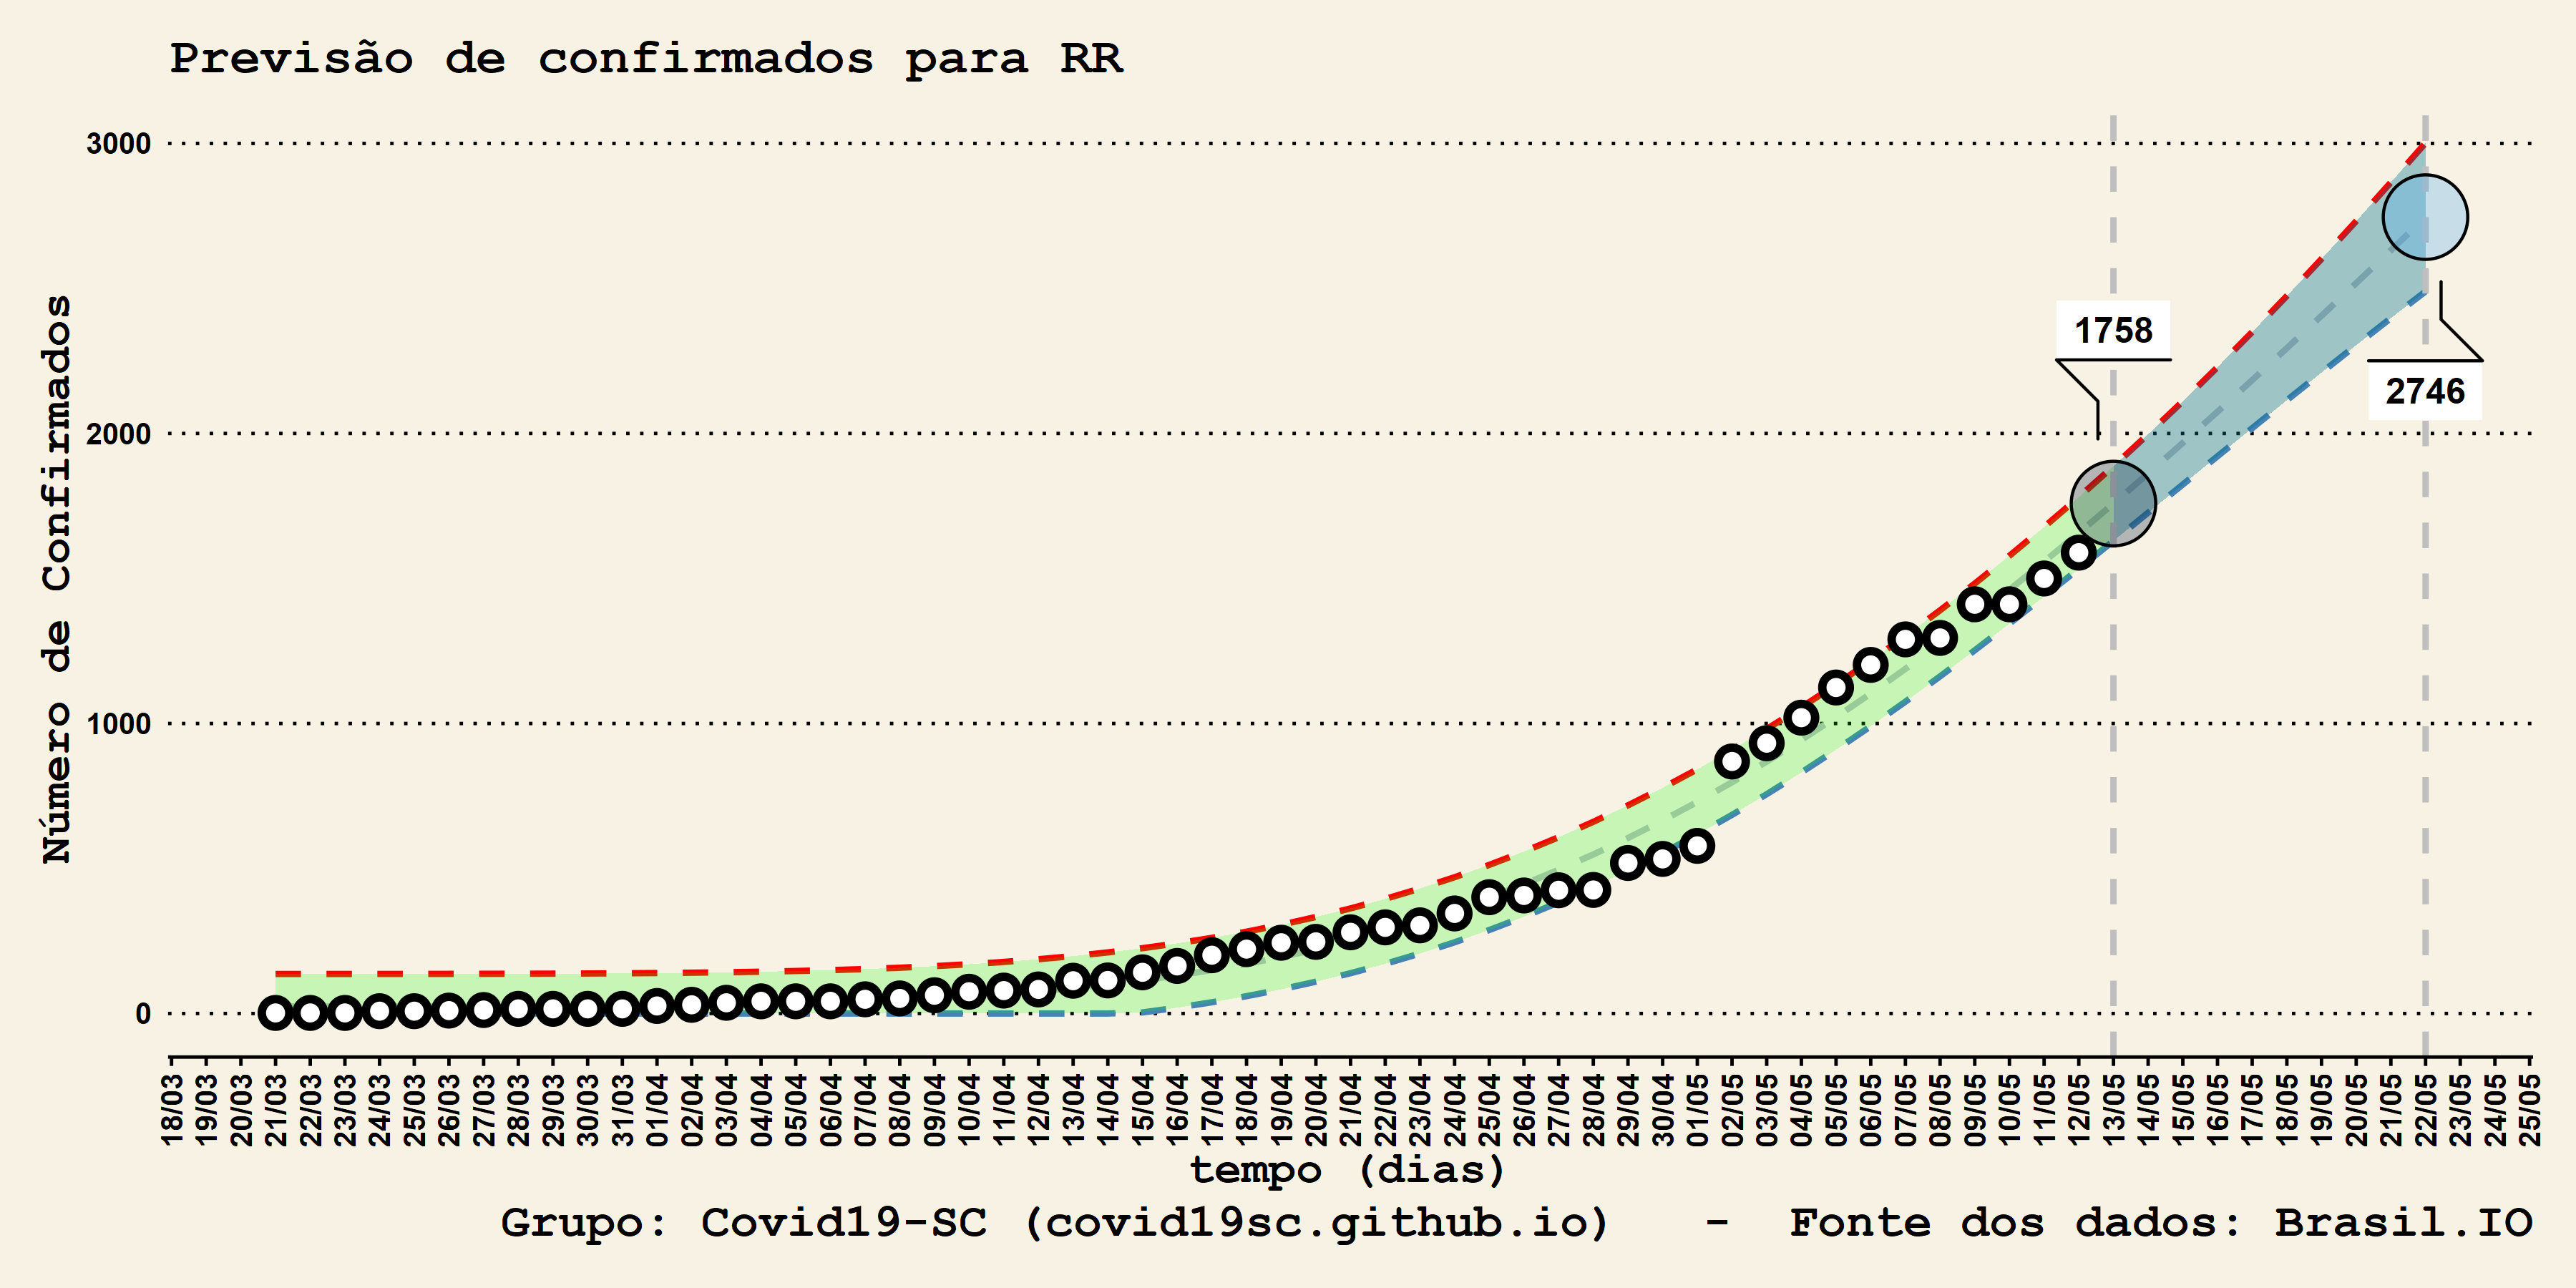 Previsão de confirmados para RR
Número de Confirmados
3000
2000
1000
0
1758
2746
18/03 19/03 20/03 21/03 22/03 23/03 24/03 25/03 26/03 27/03 28/03 29/03 30/03 31/03 01/04 02/04 03/04 04/04 05/04 06/04 07/04 08/04 09/04 10/04 11/04 12/04 13/04 14/04 15/04 16/04 17/04 18/04 19/04 20/04 21/04 22/04 23/04 24/04 25/04 26/04 27/04 28/04 29/04 30/04 01/05 02/05 03/05 04/05 05/05 06/05 07/05 08/05 09/05 10/05 11/05 12/05 13/05 14/05 15/05 16/05 17/05 18/05 19/05 20/05 21/05 22/05 23/05 24/05 25/05
tempo (dias)
Grupo: Covid19-SC (covid19sc.github.io) - Fonte dos dados: Brasil.IO